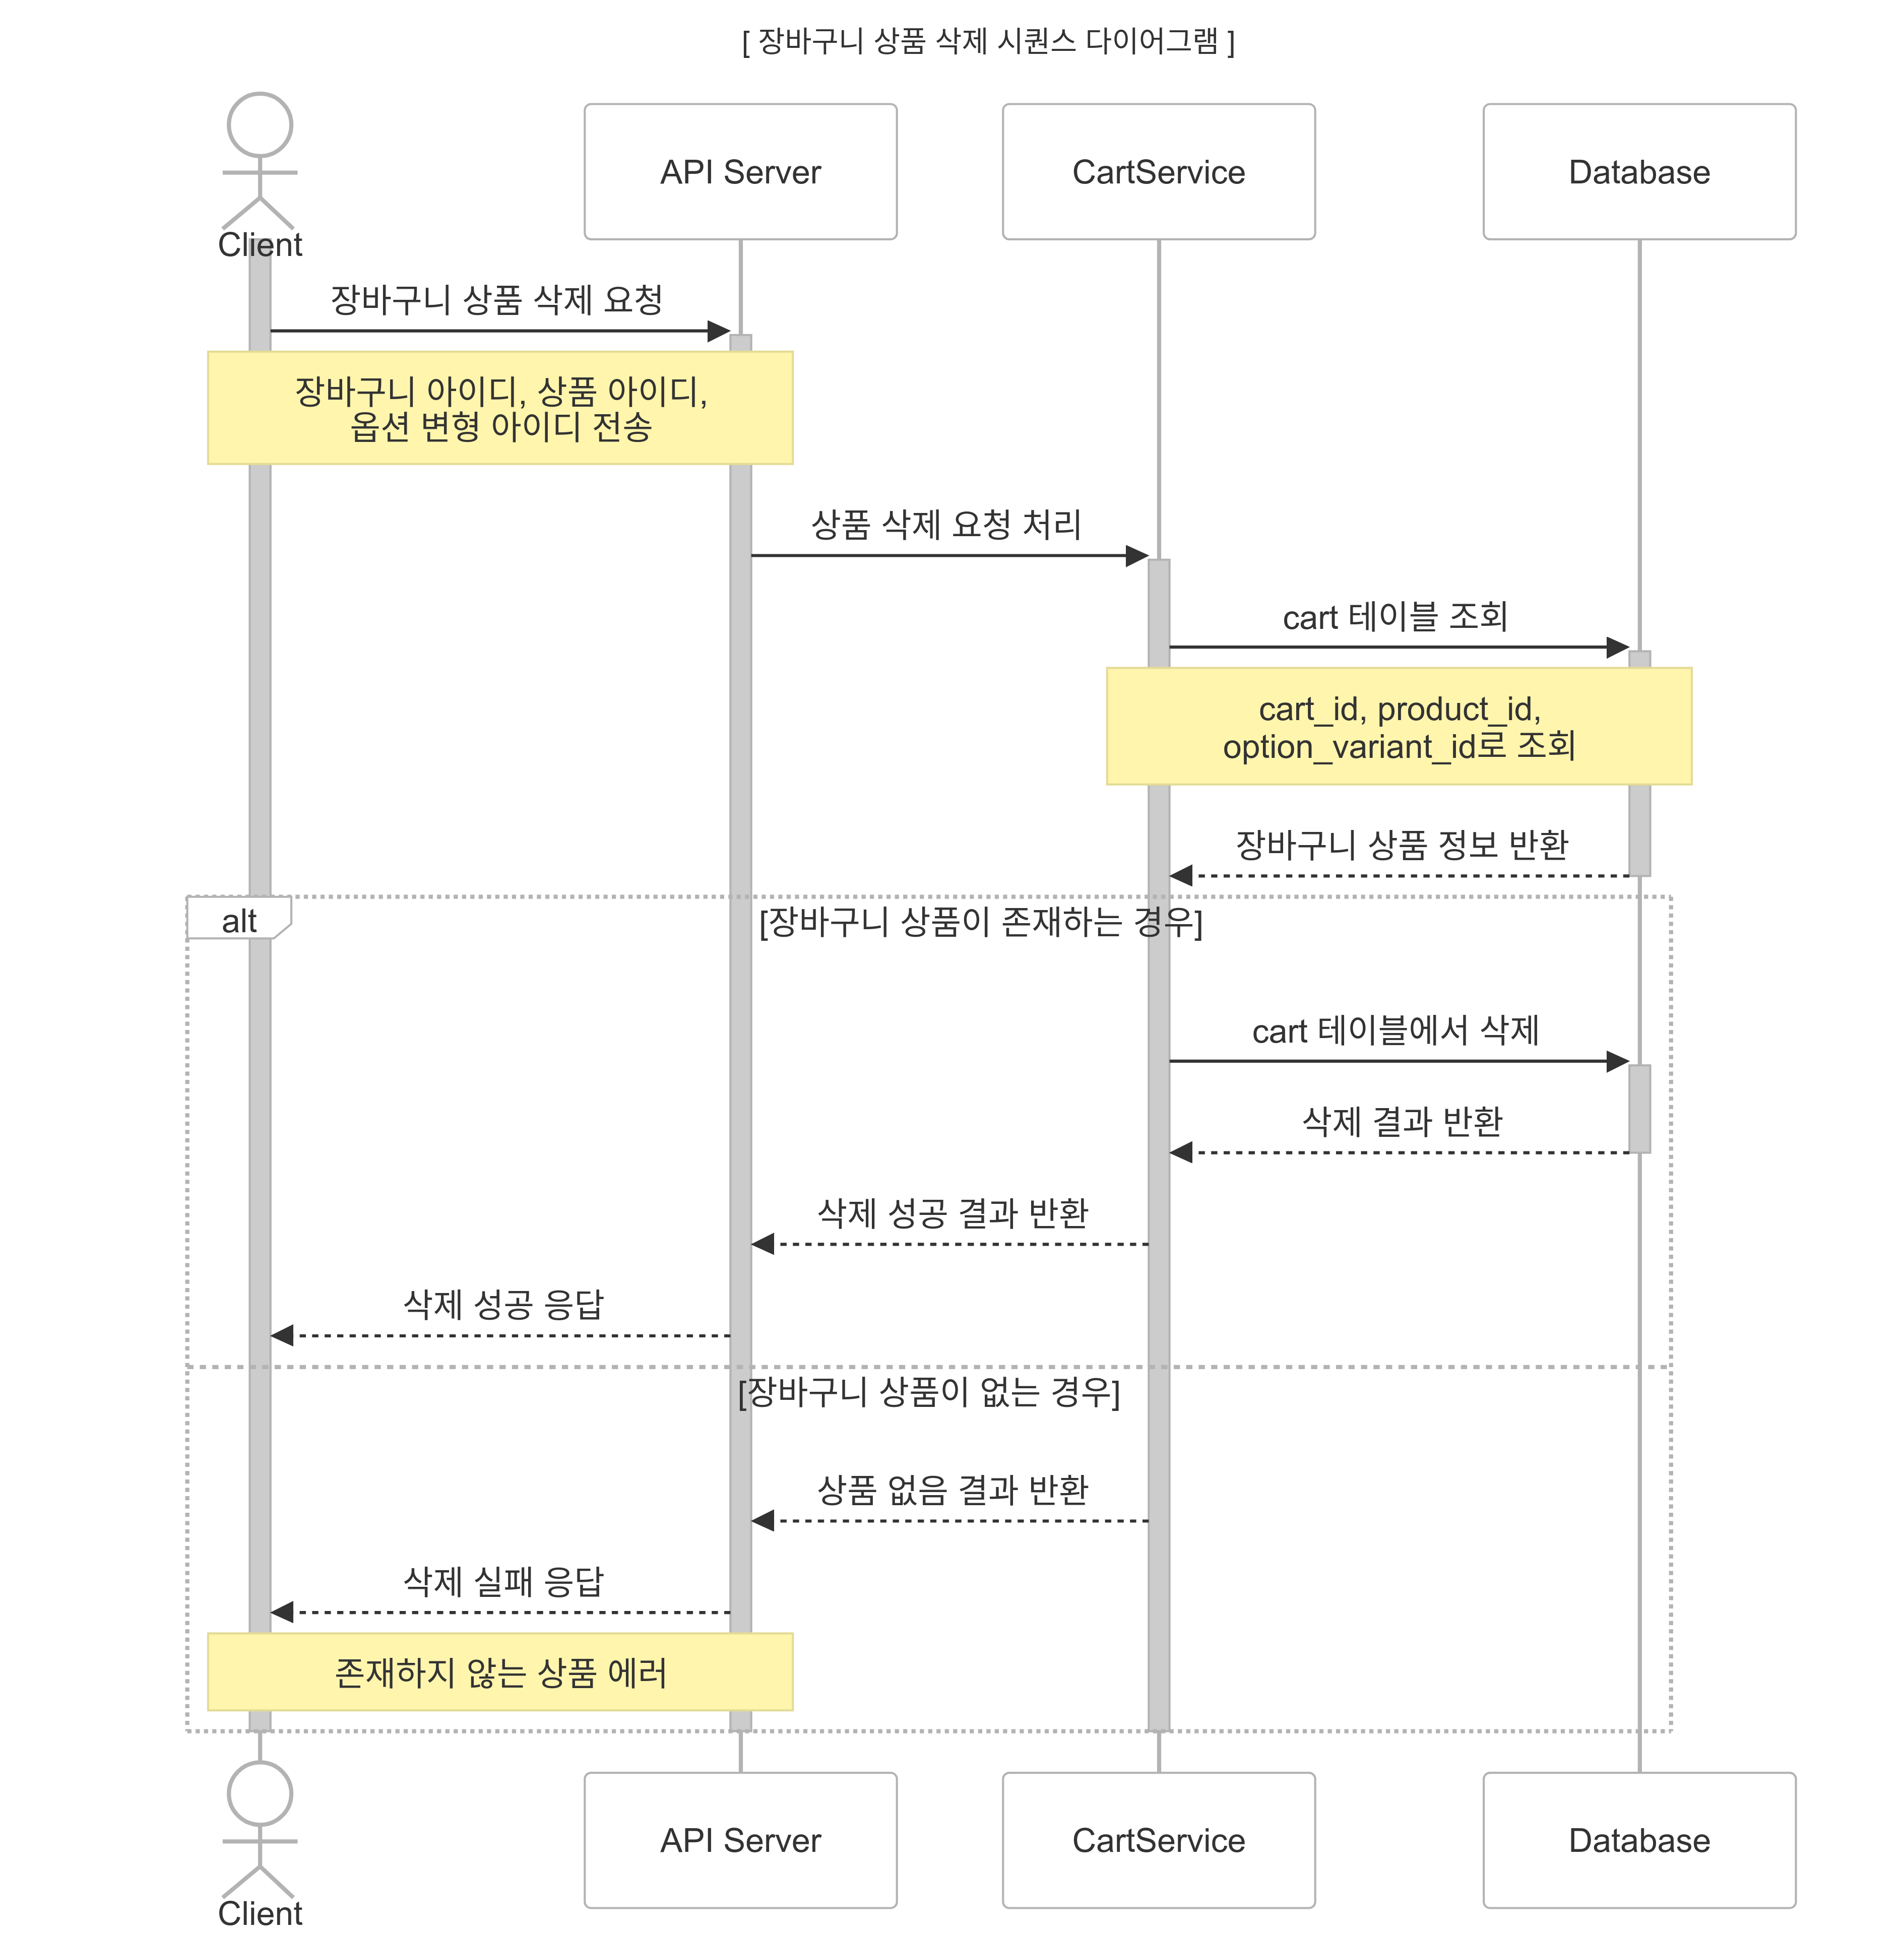 [ 장바구니 상품 삭제 시퀀스 다이어그램 ]
Client
API Server
CartService
Database
장바구니 상품 삭제 요청
장바구니 아이디, 상품 아이디,
옵션 변형 아이디 전송
상품 삭제 요청 처리
cart 테이블 조회
cart_id, product_id,
option_variant_id로 조회
장바구니 상품 정보 반환
alt
[장바구니 상품이 존재하는 경우]
cart 테이블에서 삭제
삭제 결과 반환
삭제 성공 결과 반환
삭제 성공 응답
[장바구니 상품이 없는 경우]
상품 없음 결과 반환
삭제 실패 응답
존재하지 않는 상품 에러
Client
API Server
CartService
Database